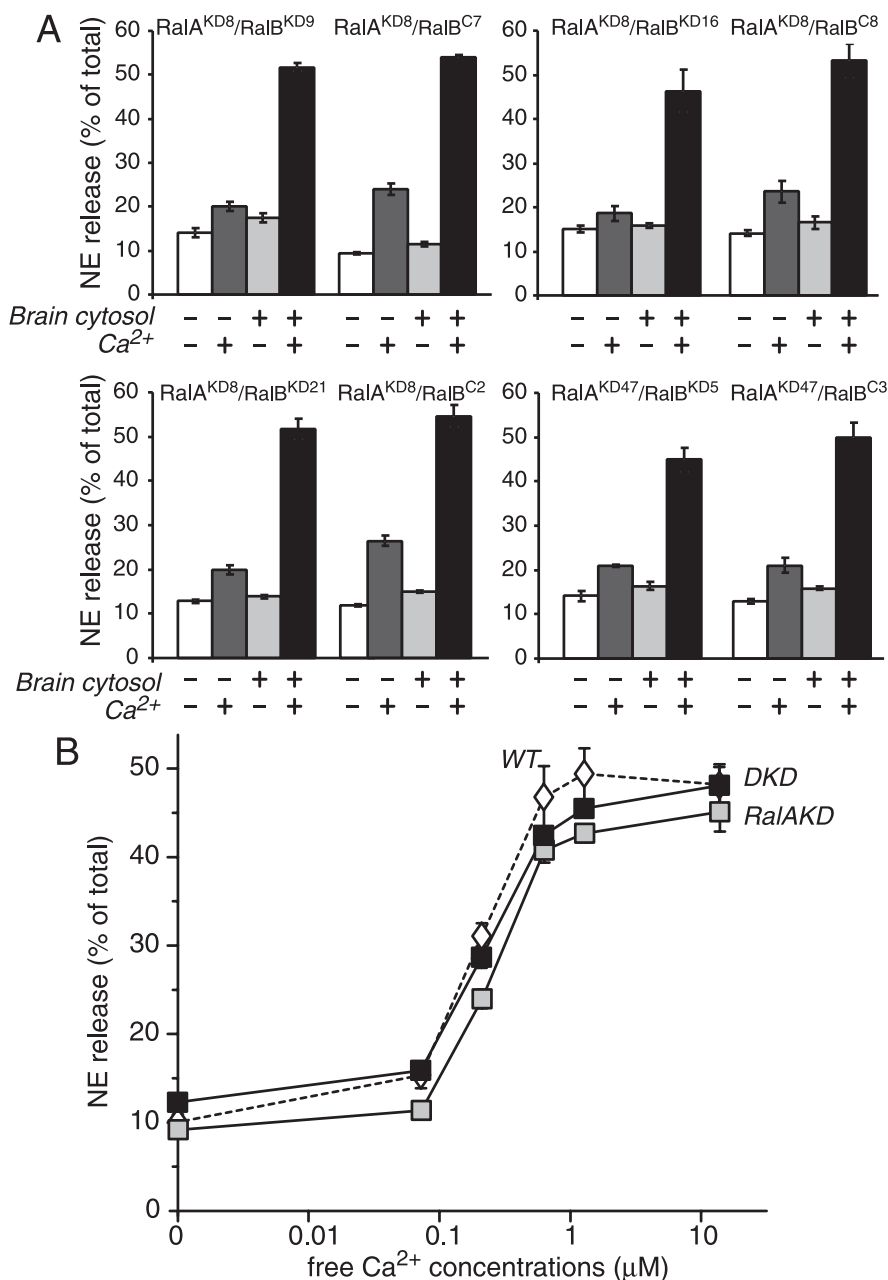 A
RalA^KD8/RalB^KD9 RalA^KD8/RalB^C7 RalA^KD8/RalB^KD16 RalA^KD8/RalB^C8
NE release (% of total)
60
50
40
30
20
10
0
60
50
40
30
20
10
0
Brain cytosol − − + + − − + + − − + + − − + +
Ca²⁺ − + − + − + − + − + − + − + − +
RalA^KD8/RalB^KD21 RalA^KD8/RalB^C2 RalA^KD47/RalB^KD5 RalA^KD47/RalB^C3
NE release (% of total)
60
50
40
30
20
10
0
60
50
40
30
20
10
0
Brain cytosol − − + + − − + + − − + + − − + +
Ca²⁺ − + − + − + − + − + − + − + − +
B
NE release (% of total)
50
40
30
20
10
0
WT
DKD
RalAKD
0 0.01 0.1 1 10
free Ca²⁺ concentrations (μM)